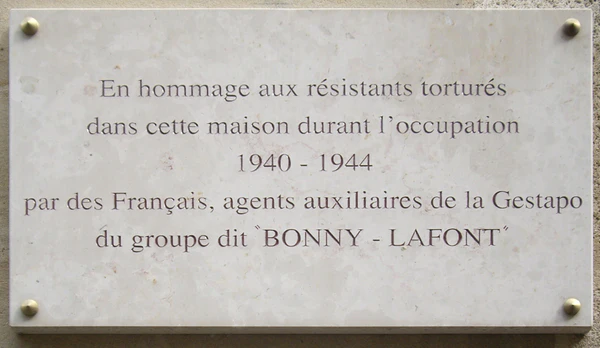 En hommage aux résistants torturés
dans cette maison durant l'occupation
1940 - 1944
par des Français, agents auxiliaires de la Gestapo
du groupe dit "BONNY - LAFONT"